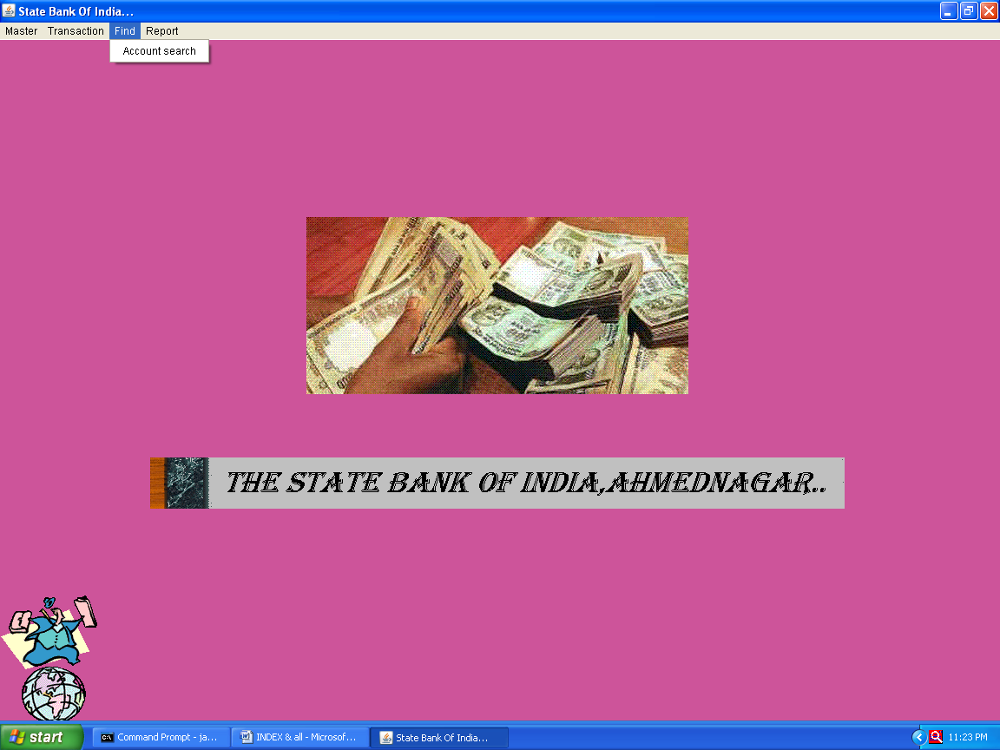 State Bank Of India...
Master Transaction Find Report
Account search
THE STATE BANK OF INDIA,AHMEDNAGAR..
start
Command Prompt - ja...
INDEX & all - Microsof...
State Bank Of India...
11:23 PM